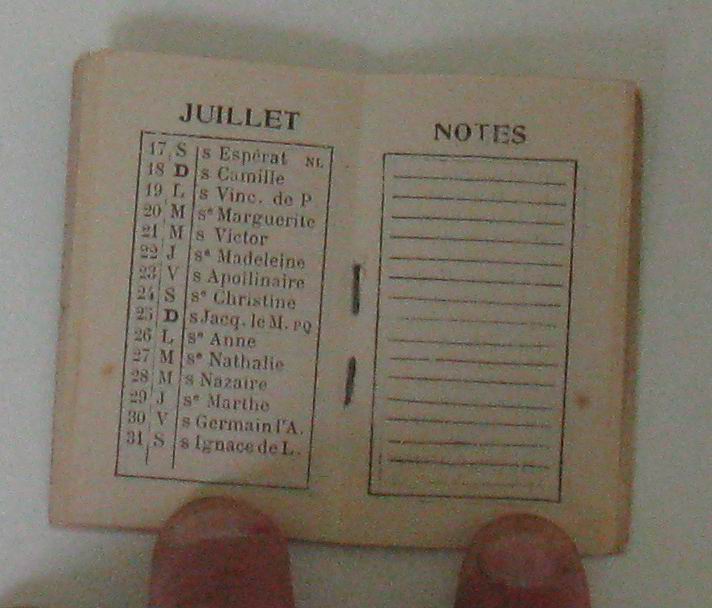 JUILLET
17 S s Espérat NL
18 D s Camille
19 L s Vinc. de P
20 M sᵉ Marguerite
21 M s Victor
22 J sᵉ Madeleine
23 V s Apollinaire
24 S sᵉ Christine
25 D s Jacq. le M. PQ
26 L sᵉ Anne
27 M sᵉ Nathalie
28 M s Nazaire
29 J sᵉ Marthe
30 V s Germain l'A.
31 S s Ignace de L.
NOTES